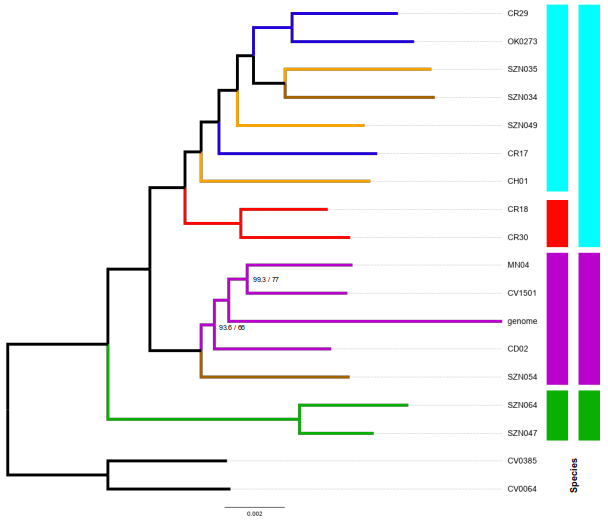 CR29
OK0273
SZN035
SZN034
SZN049
CR17
CH01
CR18
CR30
MN04
99.3 / 77
CV1501
genome
93.6 / 66
CD02
SZN054
SZN064
SZN047
CV0385
CV0064
Species
0.002